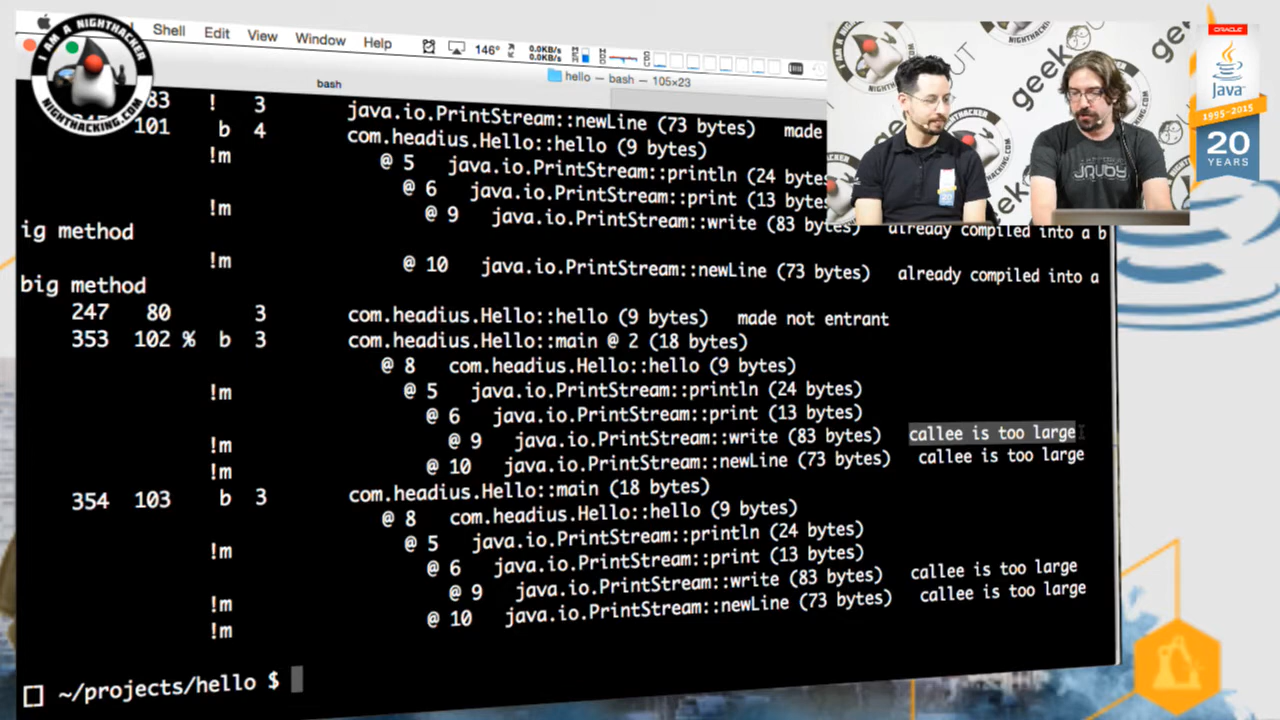 Shell Edit View Window Help 146° 0.0KB/s
0.0KB/s
bash
hello — bash — 105×23
I AM A NIGHTHACKER
NIGHTHACKING.COM
83 ! 3 java.io.PrintStream::newLine (73 bytes) made
101 b 4 com.headius.Hello::hello (9 bytes)
!m @ 5 java.io.PrintStream::println (24 bytes
@ 6 java.io.PrintStream::print (13 bytes)
!m @ 9 java.io.PrintStream::write (83 bytes) already compiled into a b
ig method
!m @ 10 java.io.PrintStream::newLine (73 bytes) already compiled into a
big method
247 80 3 com.headius.Hello::hello (9 bytes) made not entrant
353 102 % b 3 com.headius.Hello::main @ 2 (18 bytes)
@ 8 com.headius.Hello::hello (9 bytes)
!m @ 5 java.io.PrintStream::println (24 bytes)
@ 6 java.io.PrintStream::print (13 bytes)
!m @ 9 java.io.PrintStream::write (83 bytes) callee is too large
!m @ 10 java.io.PrintStream::newLine (73 bytes) callee is too large
354 103 b 3 com.headius.Hello::main (18 bytes)
@ 8 com.headius.Hello::hello (9 bytes)
!m @ 5 java.io.PrintStream::println (24 bytes)
@ 6 java.io.PrintStream::print (13 bytes)
!m @ 9 java.io.PrintStream::write (83 bytes) callee is too large
!m @ 10 java.io.PrintStream::newLine (73 bytes) callee is too large
~/projects/hello $
geek
OUT
geek
geek
JRUBY
ORACLE
Java
1995-2015
20
YEARS